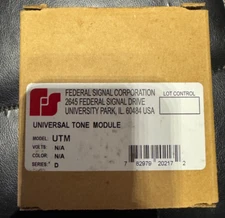 FEDERAL SIGNAL CORPORATION
2645 FEDERAL SIGNAL DRIVE
UNIVERSITY PARK, IL. 60484 USA
LOT CONTROL
UNIVERSAL TONE MODULE
MODEL: UTM
VOLTS: N/A
COLOR: N/A
SERIES: D
7 82979 20217 2